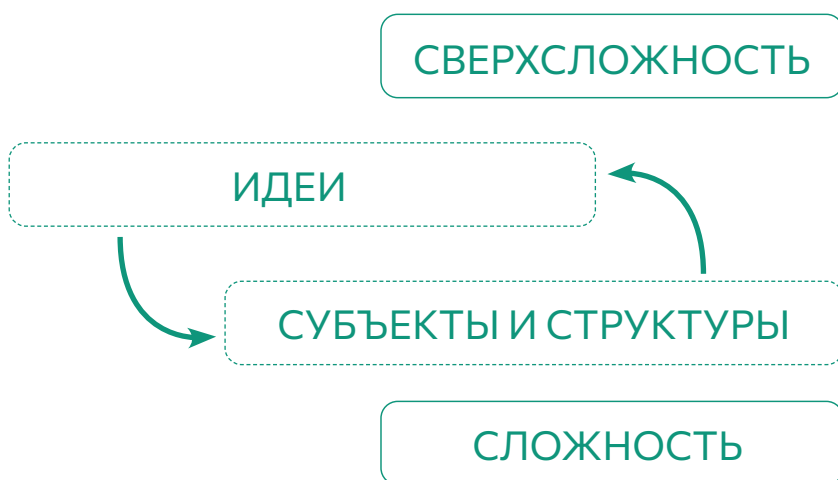 СВЕРХСЛОЖНОСТЬ
ИДЕИ
СУБЪЕКТЫ И СТРУКТУРЫ
СЛОЖНОСТЬ